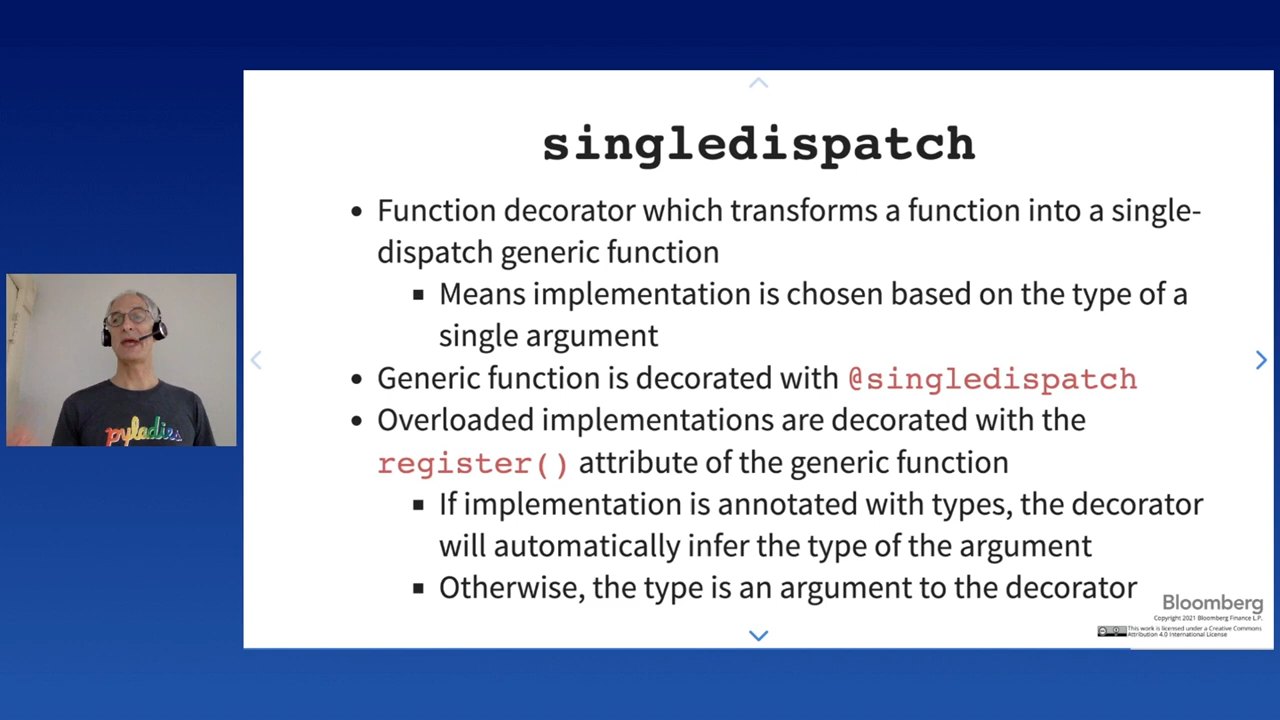 singledispatch
• Function decorator which transforms a function into a single-
dispatch generic function
▪ Means implementation is chosen based on the type of a
single argument
• Generic function is decorated with @singledispatch
• Overloaded implementations are decorated with the
register() attribute of the generic function
▪ If implementation is annotated with types, the decorator
will automatically infer the type of the argument
▪ Otherwise, the type is an argument to the decorator
pyladies
Bloomberg
Copyright 2021 Bloomberg Finance L.P.
This work is licensed under a Creative Commons
Attribution 4.0 International License